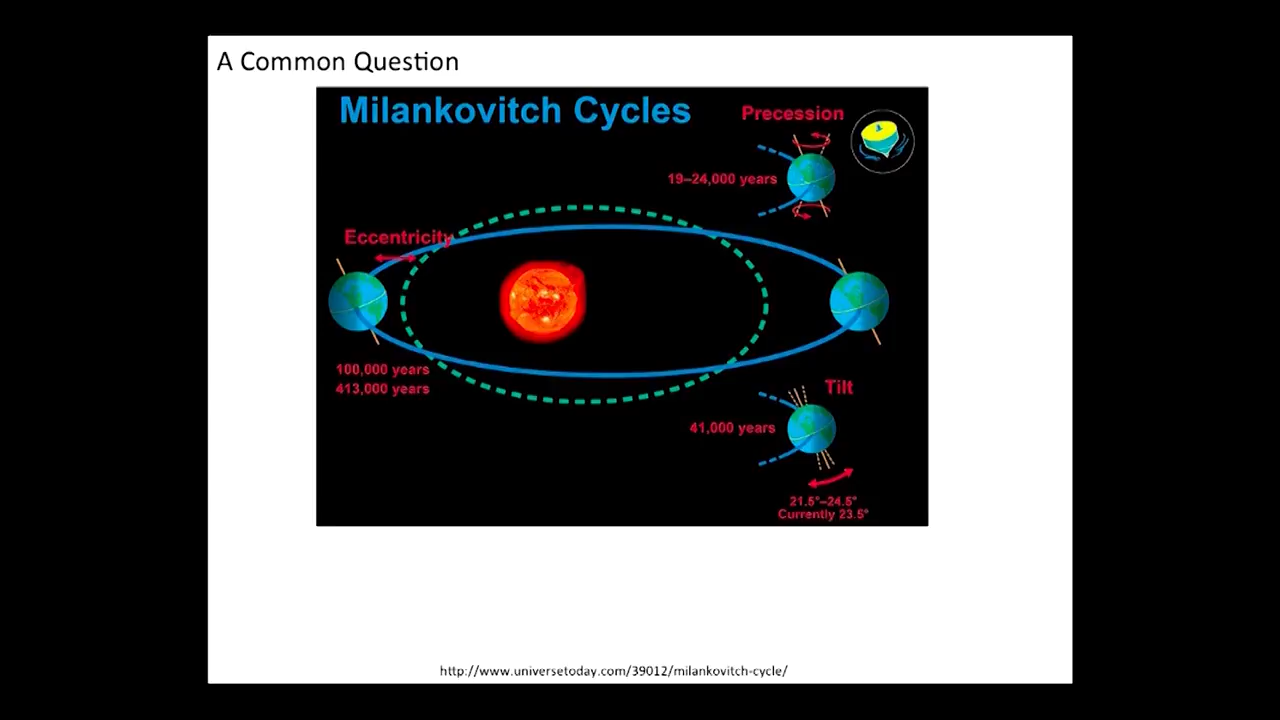 A Common Question
Milankovitch Cycles
Precession
19–24,000 years
Eccentricity
100,000 years
413,000 years
Tilt
41,000 years
21.5°–24.5°
Currently 23.5°
http://www.universetoday.com/39012/milankovitch-cycle/